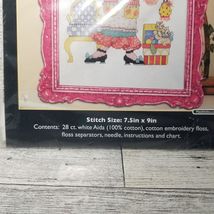 Stitch Size: 7.5in x 9in
Contents: 28 ct. white Aida (100% cotton), cotton embroidery floss,
floss separators, needle, instructions and chart.